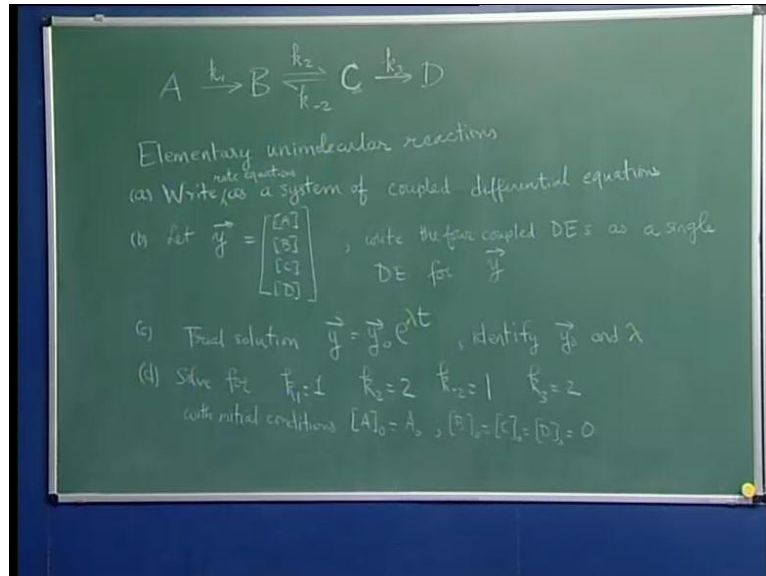 A →(k₁) B ⇌(k₂, k₋₂) C →(k₃) D
Elementary unimolecular reactions
rate equations
(a) Write as a system of coupled differential equations
(b) Let y⃗ = [[A] [B] [C] [D]] , write the four coupled DEs as a single
DE for y⃗
(c) Trial solution y⃗ = y⃗₀ e^λt , identify y⃗₀ and λ
(d) Solve for k₁=1 k₂=2 k₋₂=1 k₃=2
with initial conditions [A]₀ = A₀ , [B]₀=[C]₀=[D]₀=0